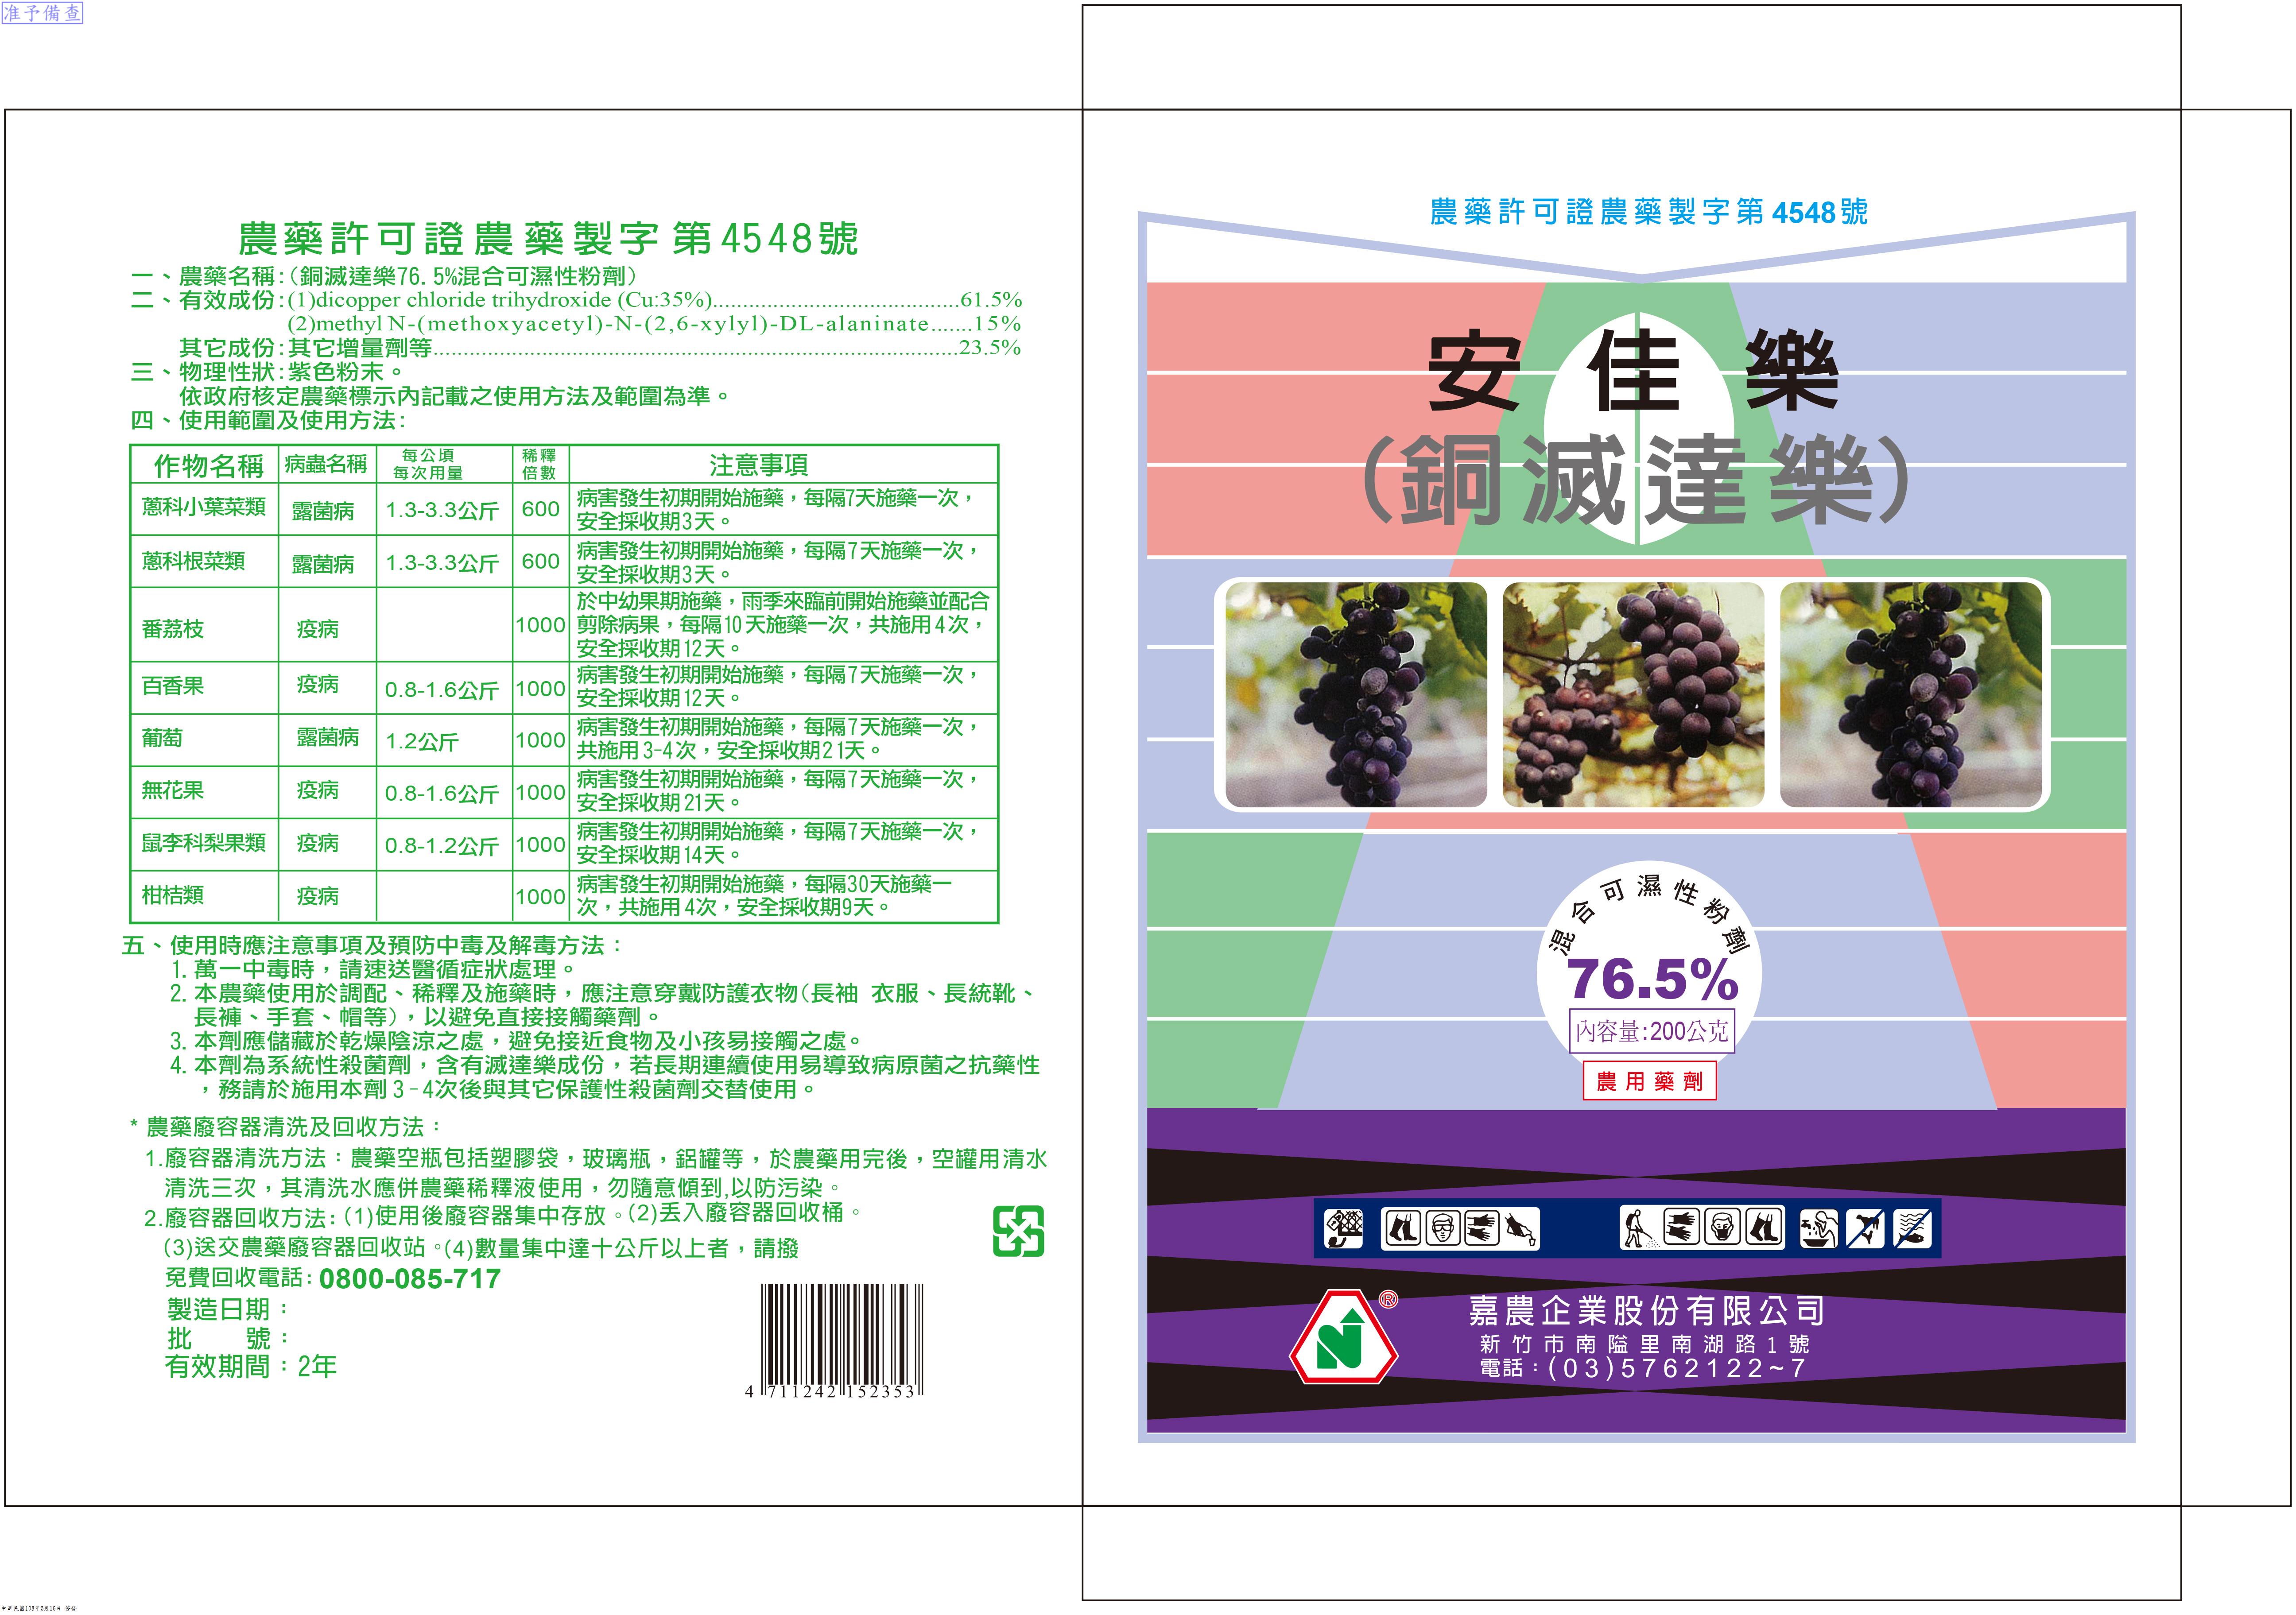 准予備查
農藥許可證農藥製字第4548號
一、農藥名稱:(銅滅達樂76.5%混合可濕性粉劑)
二、有效成份:(1)dicopper chloride trihydroxide (Cu:35%).........................................61.5%
(2)methyl N-(methoxyacetyl)-N-(2,6-xylyl)-DL-alaninate.......15%
其它成份:其它增量劑等.......................................................................................23.5%
三、物理性狀:紫色粉末。
依政府核定農藥標示內記載之使用方法及範圍為準。
四、使用範圍及使用方法:
作物名稱 病蟲名稱 每公頃每次用量 稀釋倍數 注意事項
蔥科小葉菜類 露菌病 1.3-3.3公斤 600 病害發生初期開始施藥,每隔7天施藥一次,
安全採收期3天。
蔥科根菜類 露菌病 1.3-3.3公斤 600 病害發生初期開始施藥,每隔7天施藥一次,
安全採收期3天。
番荔枝 疫病 1000 於中幼果期施藥,雨季來臨前開始施藥並配合
剪除病果,每隔10天施藥一次,共施用4次,
安全採收期12天。
百香果 疫病 0.8-1.6公斤 1000 病害發生初期開始施藥,每隔7天施藥一次,
安全採收期12天。
葡萄 露菌病 1.2公斤 1000 病害發生初期開始施藥,每隔7天施藥一次,
共施用3-4次,安全採收期21天。
無花果 疫病 0.8-1.6公斤 1000 病害發生初期開始施藥,每隔7天施藥一次,
安全採收期21天。
鼠李科梨果類 疫病 0.8-1.2公斤 1000 病害發生初期開始施藥,每隔7天施藥一次,
安全採收期14天。
柑桔類 疫病 1000 病害發生初期開始施藥,每隔30天施藥一
次,共施用4次,安全採收期9天。
五、使用時應注意事項及預防中毒及解毒方法:
1.萬一中毒時,請速送醫循症狀處理。
2.本農藥使用於調配、稀釋及施藥時,應注意穿戴防護衣物(長袖 衣服、長統靴、
長褲、手套、帽等),以避免直接接觸藥劑。
3.本劑應儲藏於乾燥陰涼之處,避免接近食物及小孩易接觸之處。
4.本劑為系統性殺菌劑,含有滅達樂成份,若長期連續使用易導致病原菌之抗藥性
,務請於施用本劑3-4次後與其它保護性殺菌劑交替使用。
* 農藥廢容器清洗及回收方法:
1.廢容器清洗方法:農藥空瓶包括塑膠袋,玻璃瓶,鋁罐等,於農藥用完後,空罐用清水
清洗三次,其清洗水應併農藥稀釋液使用,勿隨意傾到,以防污染。
2.廢容器回收方法:(1)使用後廢容器集中存放。(2)丟入廢容器回收桶。
(3)送交農藥廢容器回收站。(4)數量集中達十公斤以上者,請撥
免費回收電話:0800-085-717
製造日期:
批 號:
有效期間:2年
4 711242 152353
農藥許可證農藥製字第4548號
安佳樂
(銅滅達樂)
混合可濕性粉劑
76.5%
內容量:200公克
農用藥劑
N ®
嘉農企業股份有限公司
新竹市南隘里南湖路1號
電話:(03)5762122~7
中華民國108年5月16日 簽發